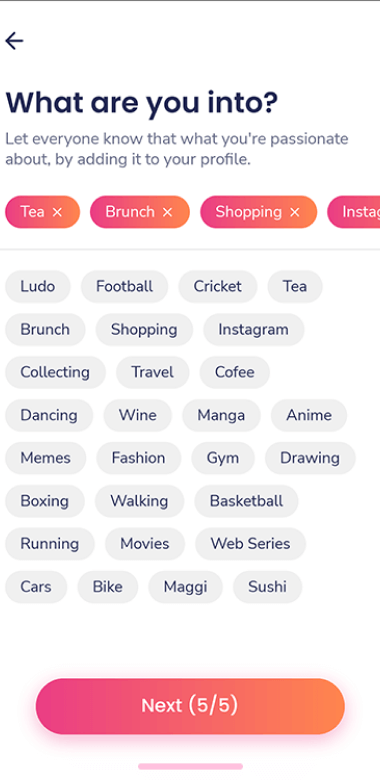 What are you into?
Let everyone know that what you're passionate
about, by adding it to your profile.
Tea × Brunch × Shopping × Instag
Ludo Football Cricket Tea
Brunch Shopping Instagram
Collecting Travel Cofee
Dancing Wine Manga Anime
Memes Fashion Gym Drawing
Boxing Walking Basketball
Running Movies Web Series
Cars Bike Maggi Sushi
Next (5/5)